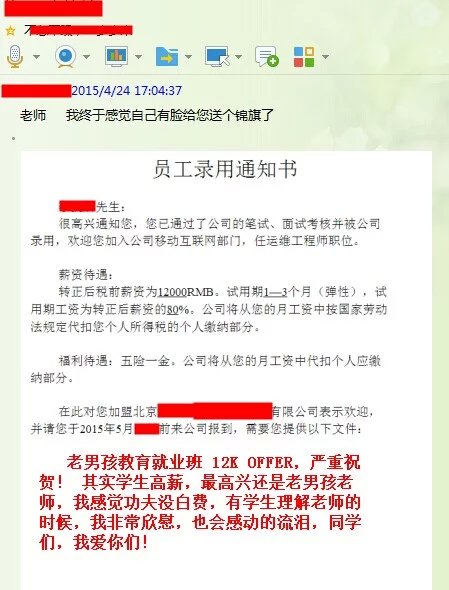 2015/4/24 17:04:37
老师 我终于感觉自己有脸给您送个锦旗了
员工录用通知书
先生：
很高兴通知您，您已通过了公司的笔试、面试考核并被公司
录用，欢迎您加入公司移动互联网部门，任运维工程师职位。
薪资待遇：
转正后税前薪资为12000RMB。试用期1—3个月（弹性），试
用期工资为转正后薪资的80%。公司将从您的月工资中按国家劳动
法规定代扣您个人所得税的个人缴纳部分。
福利待遇：五险一金。公司将从您的月工资中代扣个人应缴
纳部分。
在此对您加盟北京有限公司表示欢迎，
并请您于2015年5月前来公司报到，需要您提供以下文件：
老男孩教育就业班 12K OFFER，严重祝
贺！ 其实学生高薪，最高兴还是老男孩老
师，我感觉功夫没白费，有学生理解老师的
时候，我非常欣慰，也会感动的流泪，同学
们，我爱你们！